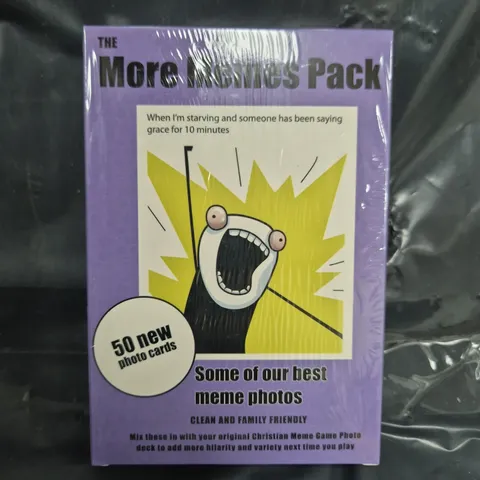 THE
More Memes Pack
When I'm starving and someone has been saying
grace for 10 minutes
50 new
photo cards
Some of our best
meme photos
CLEAN AND FAMILY FRIENDLY
Mix these in with your original Christian Meme Game Photo
deck to add more hilarity and variety next time you play